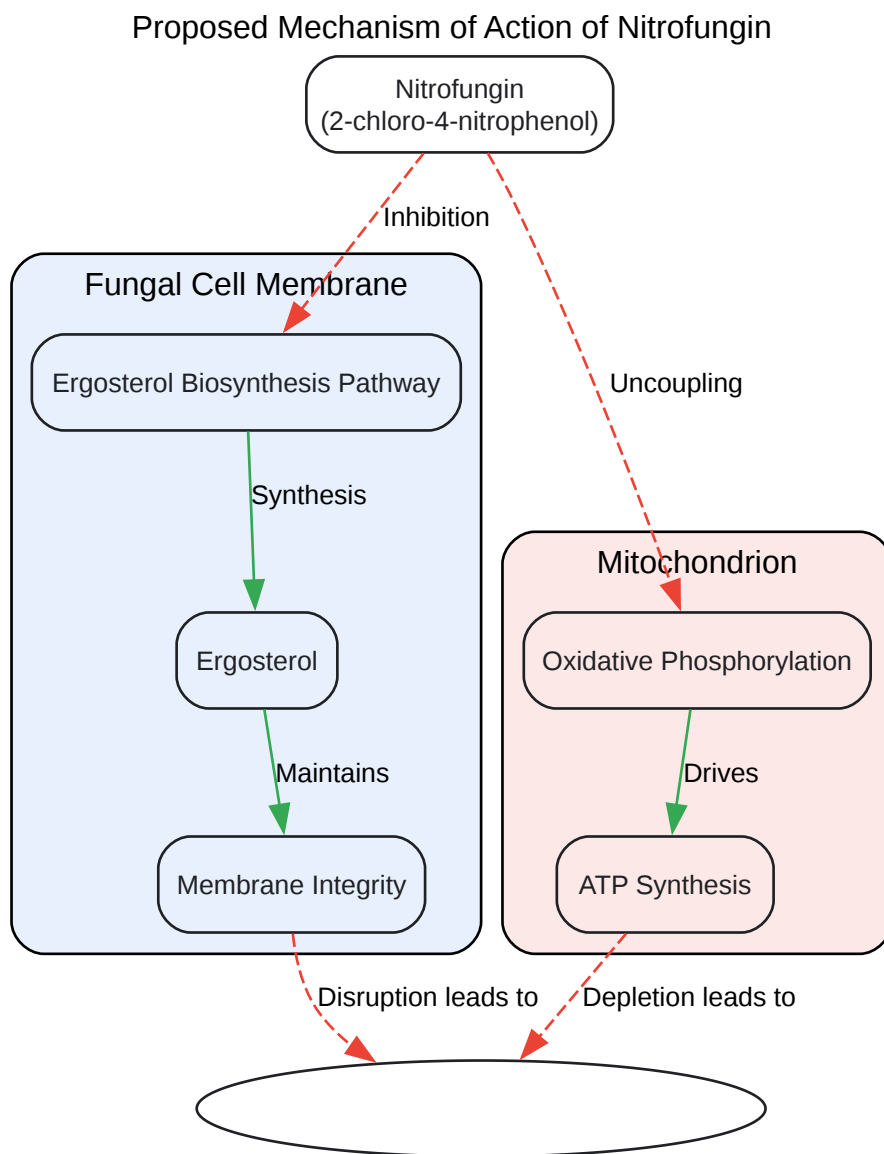 Proposed Mechanism of Action of Nitrofungin
Nitrofungin
(2-chloro-4-nitrophenol)
Inhibition
Fungal Cell Membrane
Ergosterol Biosynthesis Pathway
Uncoupling
Synthesis
Mitochondrion
Ergosterol
Oxidative Phosphorylation
Maintains
Drives
Membrane Integrity
ATP Synthesis
Disruption leads to
Depletion leads to